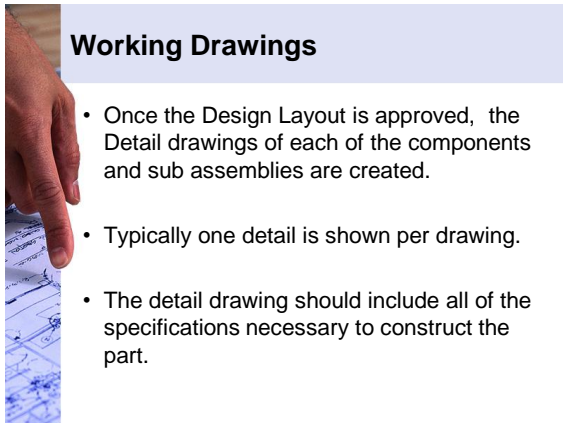 Working Drawings
• Once the Design Layout is approved,  the
Detail drawings of each of the components
and sub assemblies are created.
• Typically one detail is shown per drawing.
• The detail drawing should include all of the
specifications necessary to construct the
part.